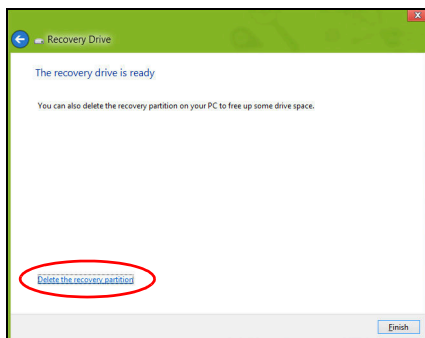 x
Recovery Drive
The recovery drive is ready
You can also delete the recovery partition on your PC to free up some drive space.
Delete the recovery partition
Finish